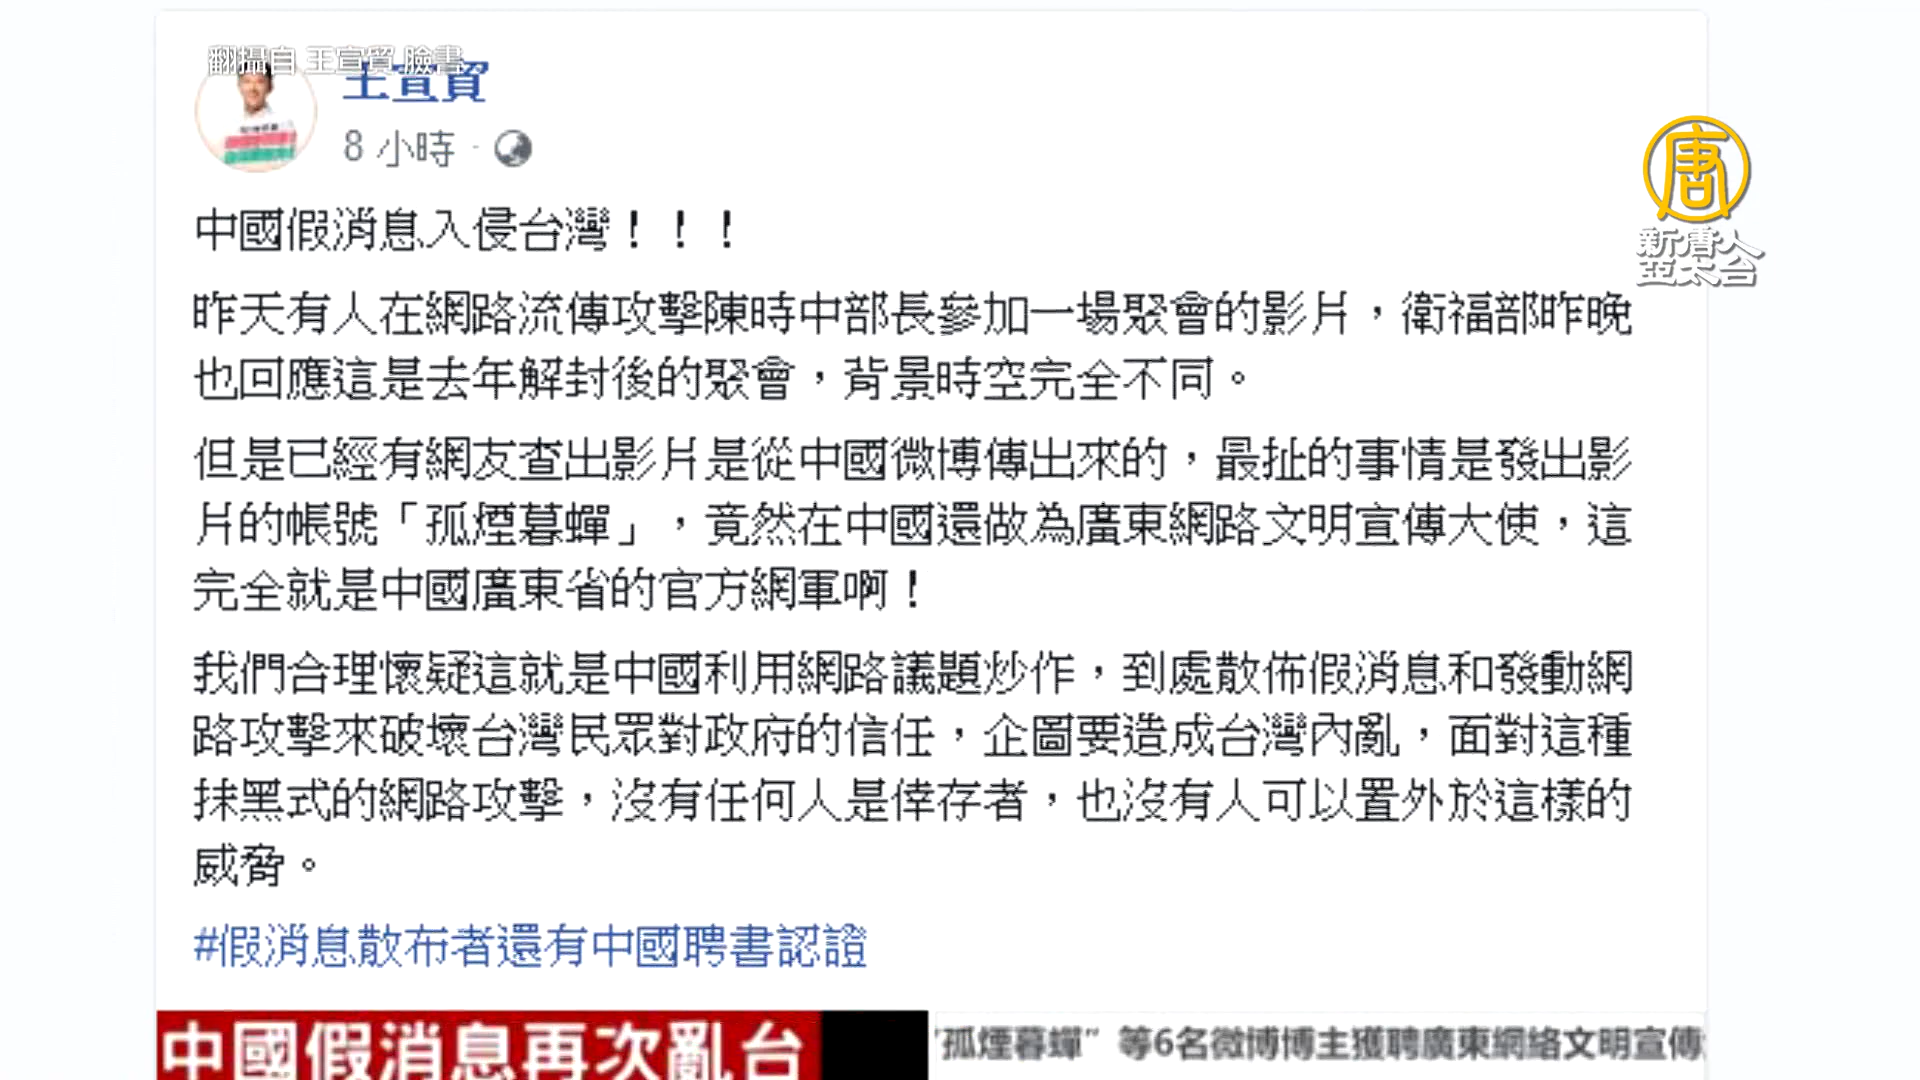 翻攝自 王宣貿 臉書
王宣貿
8 小時 ·
新唐人
亞太台
中國假消息入侵台灣！！！
昨天有人在網路流傳攻擊陳時中部長參加一場聚會的影片，衛福部昨晚
也回應這是去年解封後的聚會，背景時空完全不同。
但是已經有網友查出影片是從中國微博傳出來的，最扯的事情是發出影
片的帳號「孤煙暮蟬」，竟然在中國還做為廣東網路文明宣傳大使，這
完全就是中國廣東省的官方網軍啊！
我們合理懷疑這就是中國利用網路議題炒作，到處散佈假消息和發動網
路攻擊來破壞台灣民眾對政府的信任，企圖要造成台灣內亂，面對這種
抹黑式的網路攻擊，沒有任何人是倖存者，也沒有人可以置外於這樣的
威脅。
#假消息散布者還有中國聘書認證
中國假消息再次亂台
"孤煙暮蟬"等6名微博博主獲聘廣東網絡文明宣傳